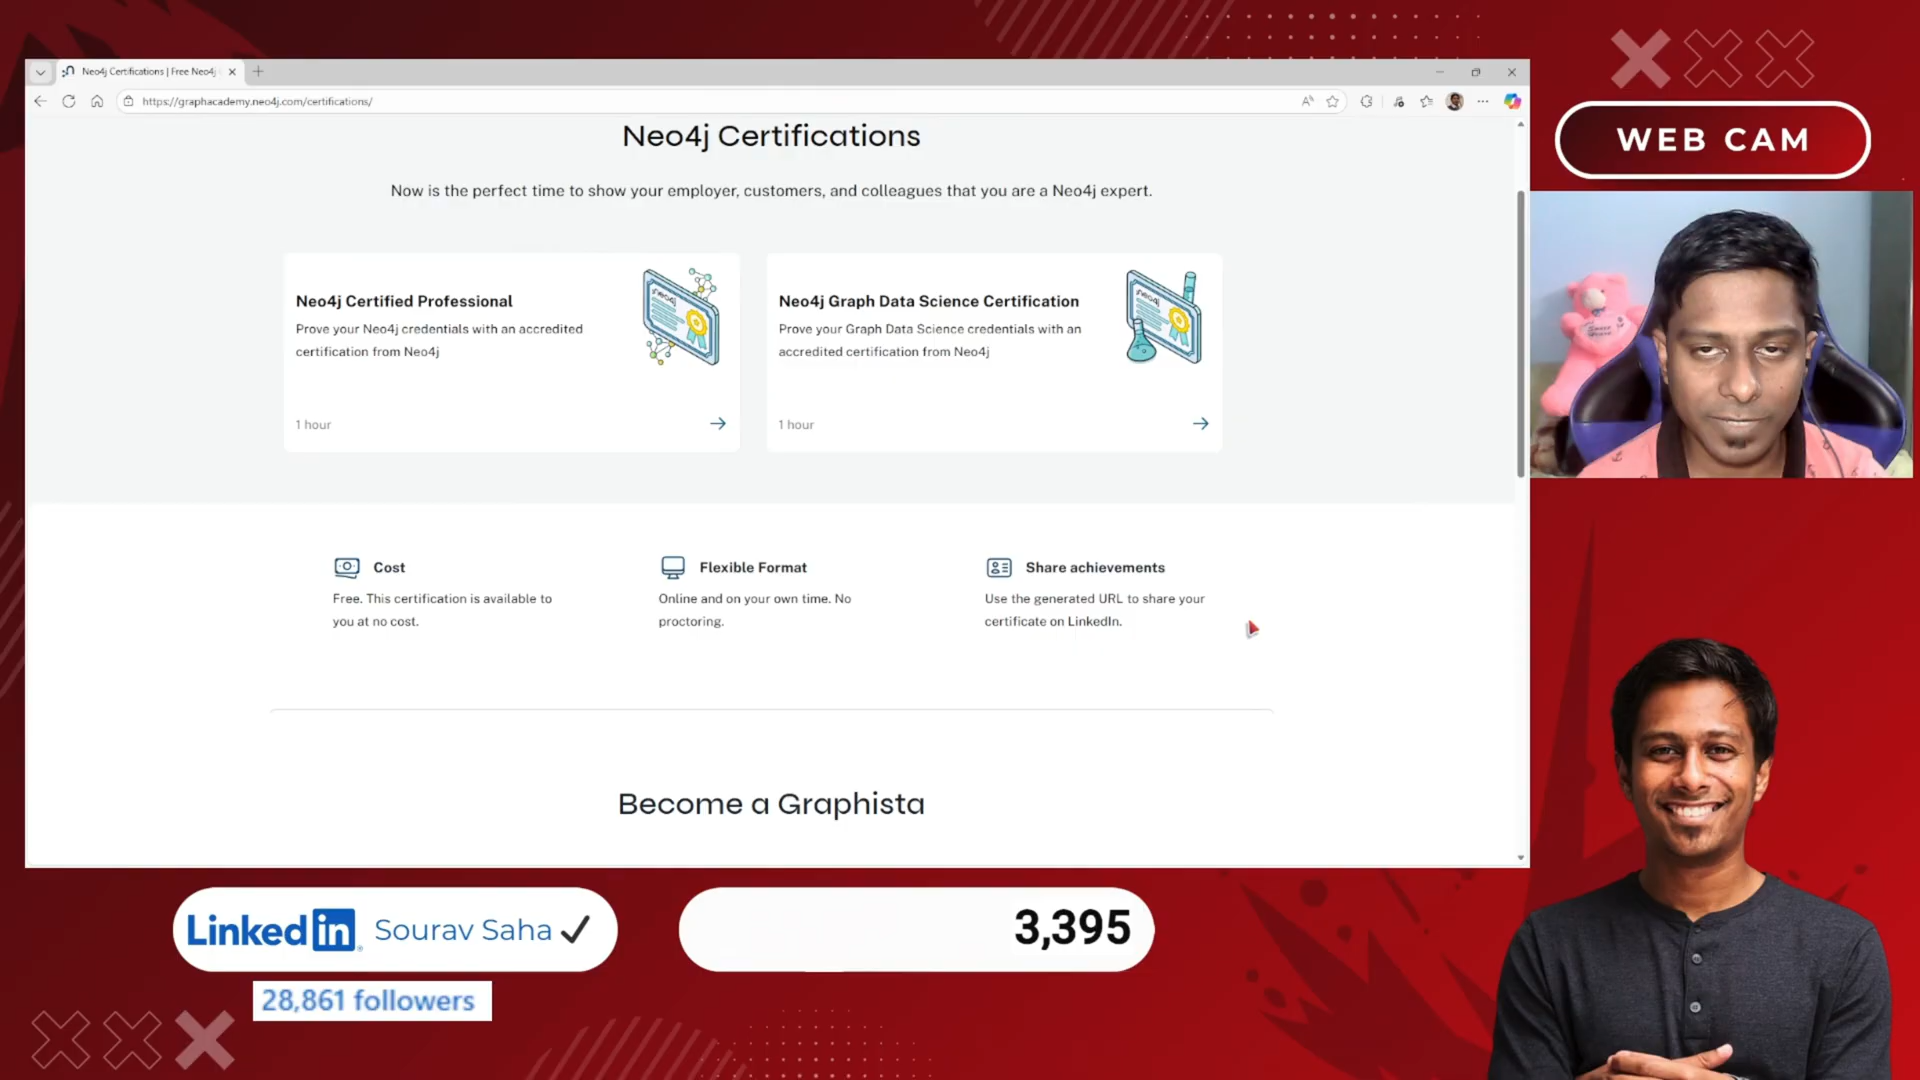 WEB CAM
Neo4j Certifications | Free Neo4j
https://graphacademy.neo4j.com/certifications/
Neo4j Certifications
Now is the perfect time to show your employer, customers, and colleagues that you are a Neo4j expert.
Neo4j Certified Professional
Prove your Neo4j credentials with an accredited
certification from Neo4j
1 hour
neo4j
Neo4j Graph Data Science Certification
Prove your Graph Data Science credentials with an
accredited certification from Neo4j
1 hour
neo4j
Cost
Free. This certification is available to
you at no cost.
Flexible Format
Online and on your own time. No
proctoring.
Share achievements
Use the generated URL to share your
certificate on LinkedIn.
Become a Graphista
Linked in Sourav Saha
28,861 followers
3,395